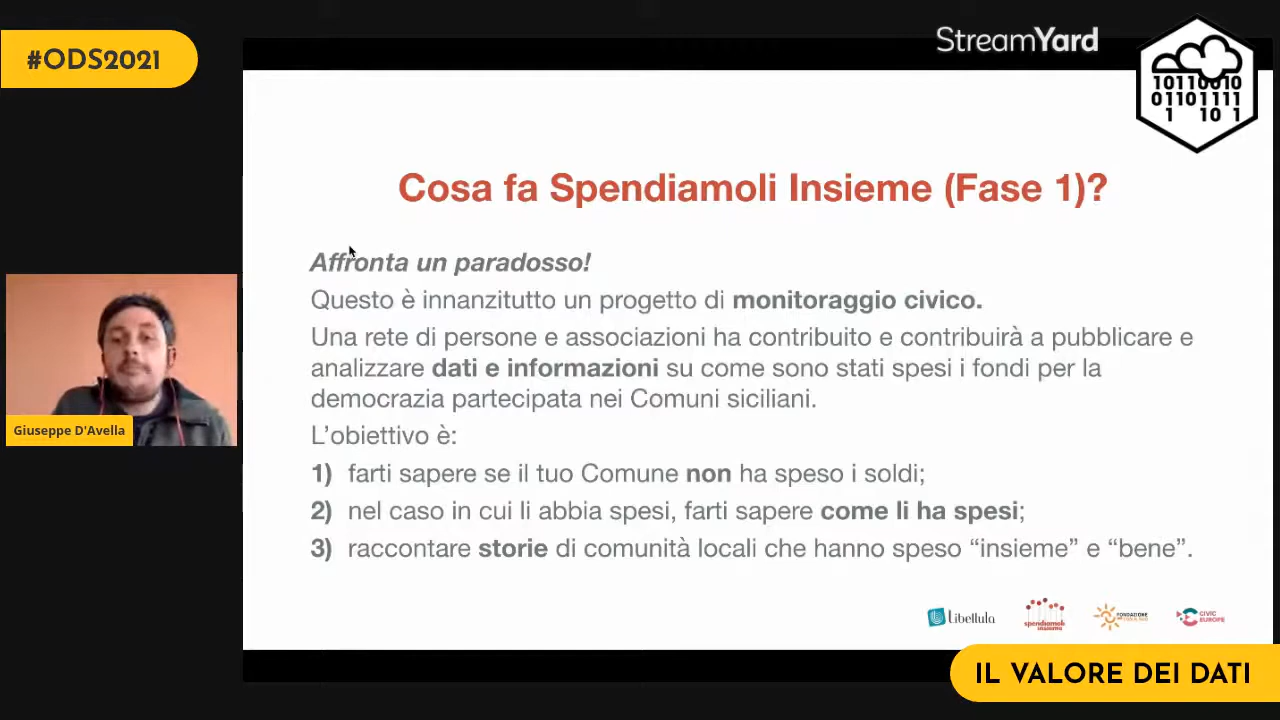 #ODS2021
StreamYard
10110010
01101111
1 10 1
Cosa fa Spendiamoli Insieme (Fase 1)?
Affronta un paradosso!
Questo è innanzitutto un progetto di monitoraggio civico.
Una rete di persone e associazioni ha contribuito e contribuirà a pubblicare e
analizzare dati e informazioni su come sono stati spesi i fondi per la
democrazia partecipata nei Comuni siciliani.
L’obiettivo è:
1) farti sapere se il tuo Comune non ha speso i soldi;
2) nel caso in cui li abbia spesi, farti sapere come li ha spesi;
3) raccontare storie di comunità locali che hanno speso “insieme” e “bene”.
Giuseppe D'Avella
Libellula
spendiamoli
insieme
FONDAZIONE
CIVIC
EUROPE
IL VALORE DEI DATI